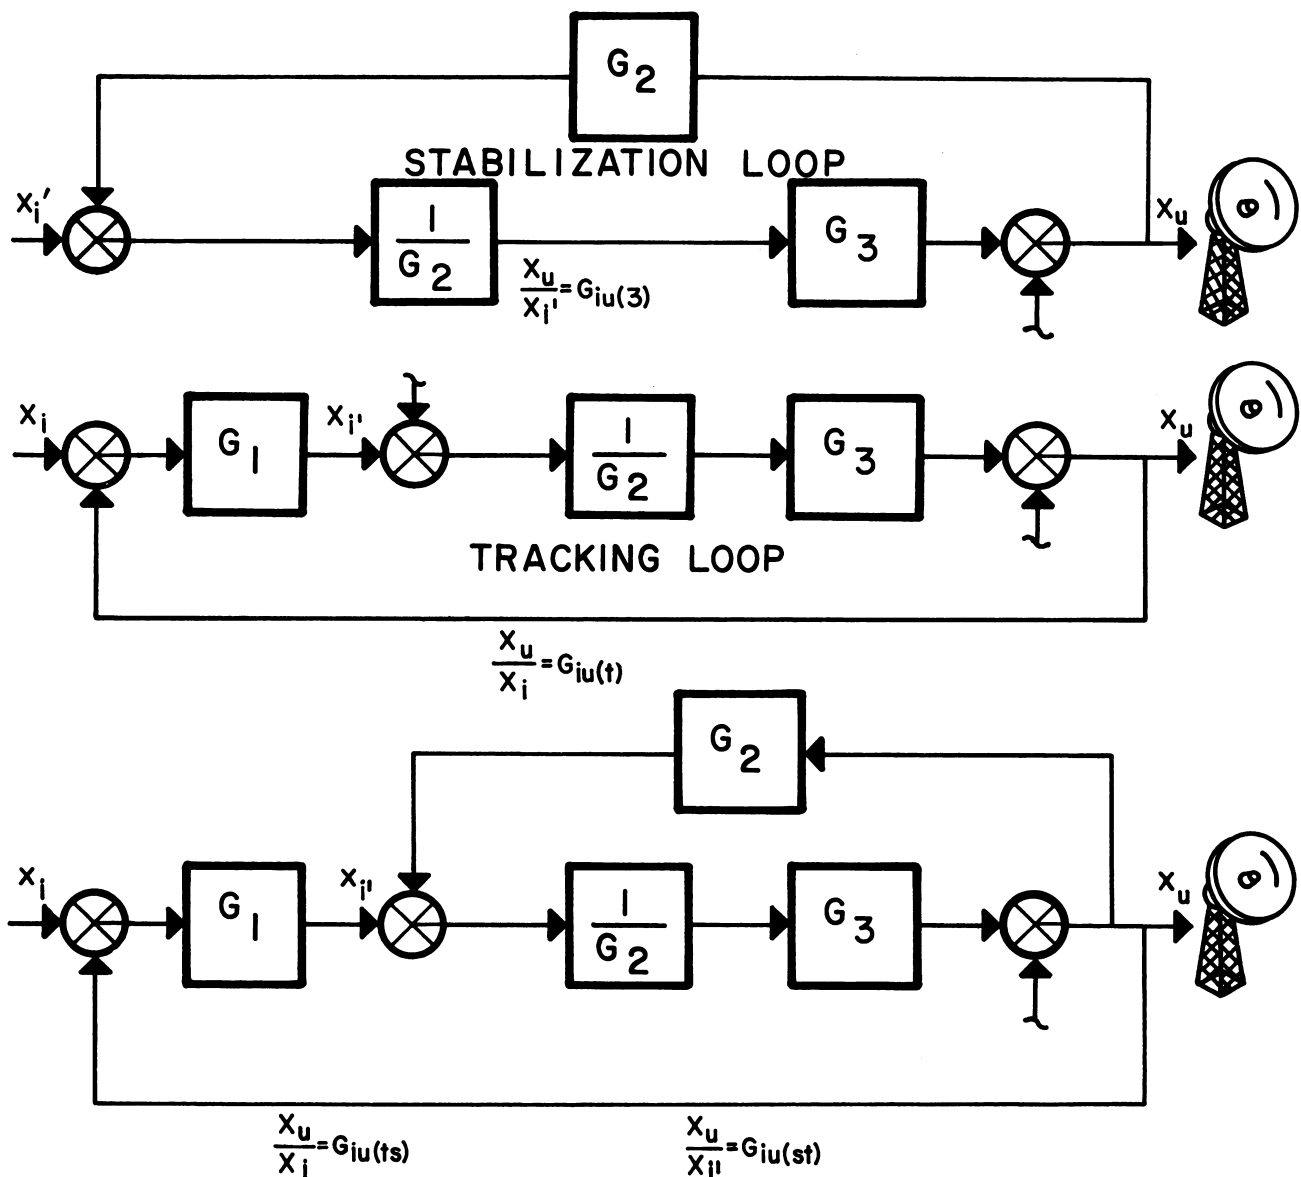 G2
STABILIZATION LOOP
Xi'
1/G2
G3
Xu
Xu/Xi' = Giu(3)
Xi
G1
Xi'
1/G2
G3
Xu
TRACKING LOOP
Xu/Xi = Giu(t)
G2
Xi
G1
Xi'
1/G2
G3
Xu
Xu/Xi = Giu(ts)
Xu/Xi' = Giu(st)